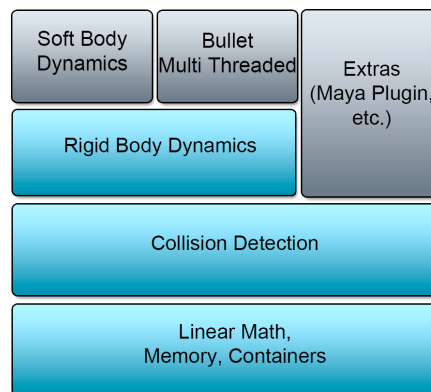 Soft Body
Dynamics
Bullet
Multi Threaded
Extras
(Maya Plugin,
etc.)
Rigid Body Dynamics
Collision Detection
Linear Math,
Memory, Containers